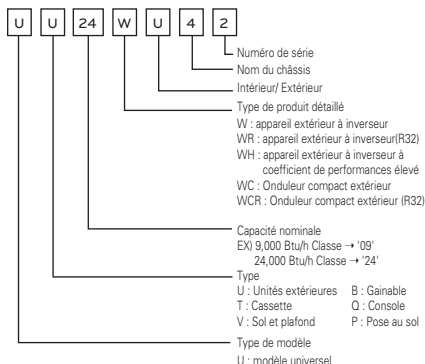 U U 24 W U 4 2
Numéro de série
Nom du châssis
Intérieur/ Extérieur
Type de produit détaillé
W : appareil extérieur à inverseur
WR : appareil extérieur à inverseur(R32)
WH : appareil extérieur à inverseur à
coefficient de performances élevé
WC : Onduleur compact extérieur
WCR : Onduleur compact extérieur (R32)
Capacité nominale
EX) 9,000 Btu/h Classe ➝ '09'
24,000 Btu/h Classe ➝ '24'
Type
U : Unités extérieures B : Gainable
T : Cassette Q : Console
V : Sol et plafond P : Pose au sol
Type de modèle
U : modèle universel